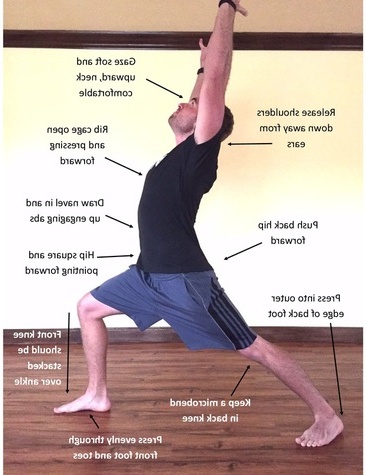 Gaze soft and
upward, neck
comfortable
Release shoulders
down away from
ears
Rib cage open
and pressing
forward
Draw navel in and
up engaging abs
Push back hip
forward
Hip square and
pointing forward
Press into outer
edge of back foot
Front knee
should be
stacked
over ankle
Keep a microbend
in back knee
Press evenly through
front foot and toes